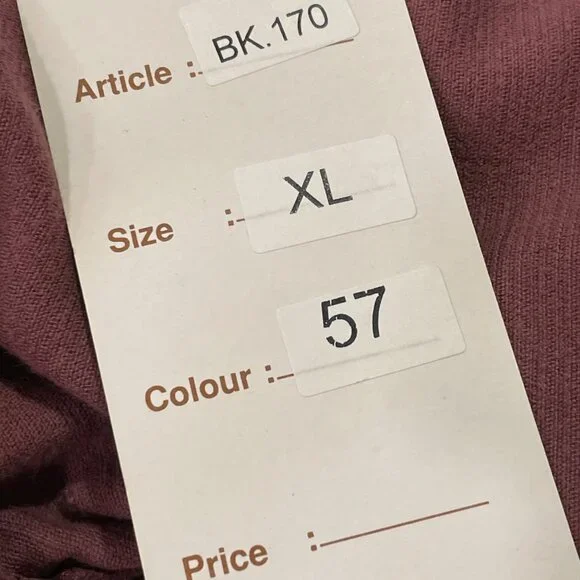 Article : BK.170
Size : XL
Colour : 57
Price :